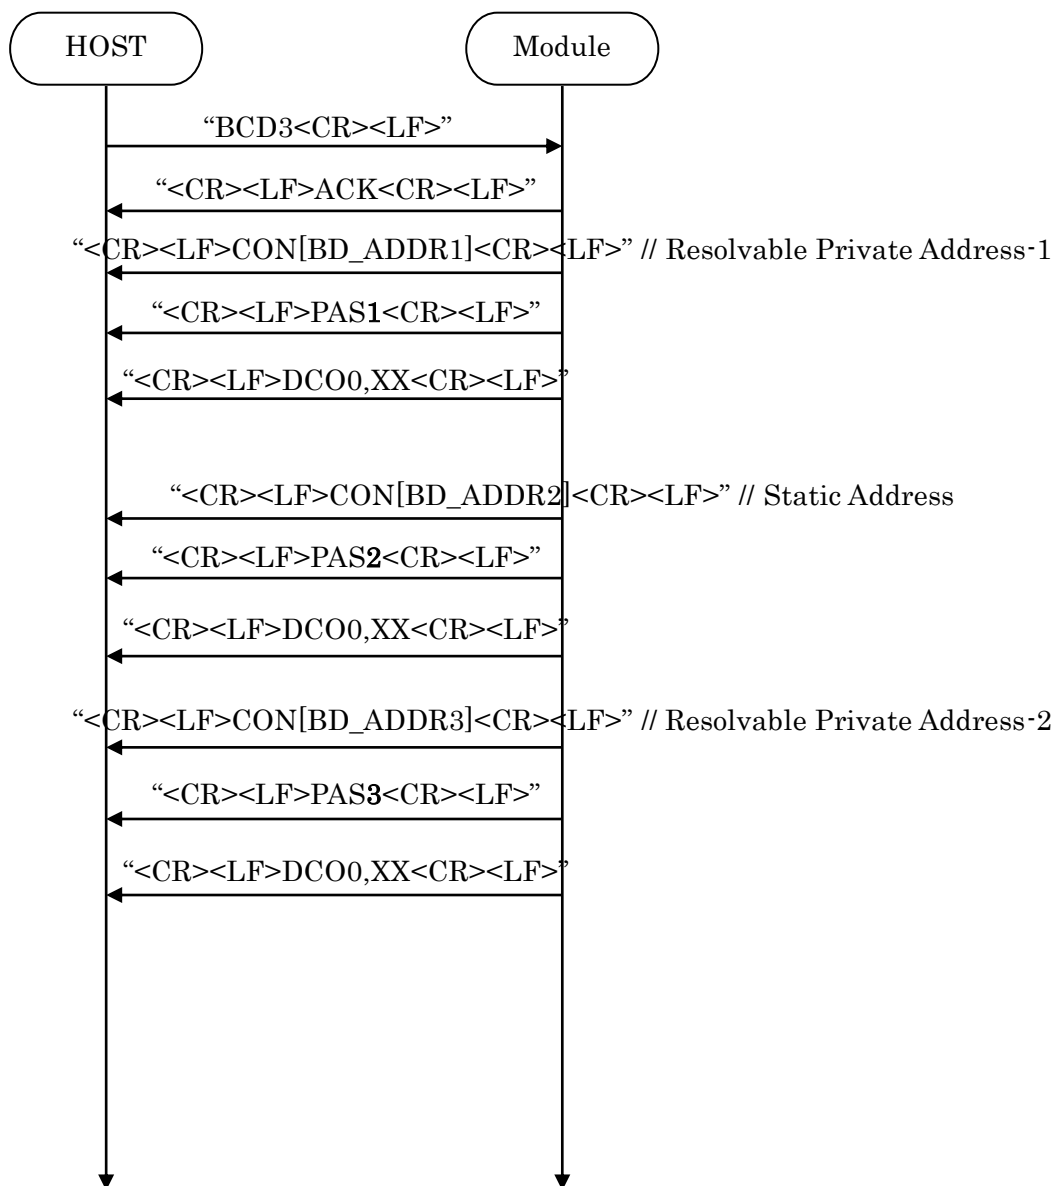 HOST Module
“BCD3<CR><LF>”
“<CR><LF>ACK<CR><LF>”
“<CR><LF>CON[BD_ADDR1]<CR><LF>” // Resolvable Private Address-1
“<CR><LF>PAS1<CR><LF>”
“<CR><LF>DCO0,XX<CR><LF>”
“<CR><LF>CON[BD_ADDR2]<CR><LF>” // Static Address
“<CR><LF>PAS2<CR><LF>”
“<CR><LF>DCO0,XX<CR><LF>”
“<CR><LF>CON[BD_ADDR3]<CR><LF>” // Resolvable Private Address-2
“<CR><LF>PAS3<CR><LF>”
“<CR><LF>DCO0,XX<CR><LF>”